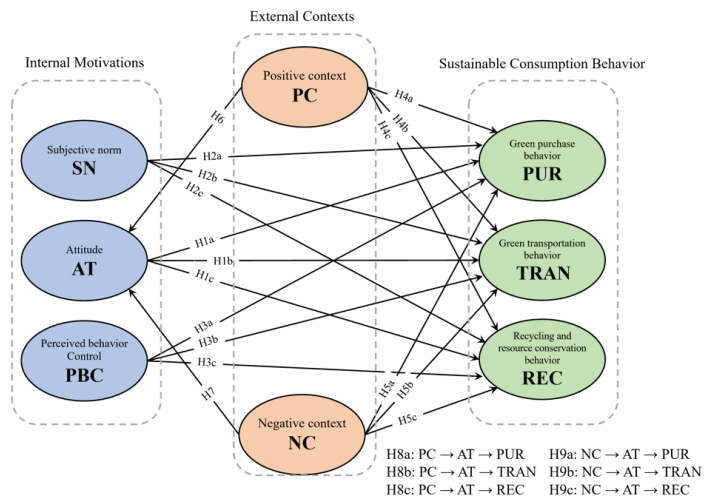 External Contexts
Internal Motivations
Sustainable Consumption Behavior
Positive context
PC
Subjective norm
SN
Attitude
AT
Perceived behavior
Control
PBC
Negative context
NC
Green purchase
behavior
PUR
Green transportation
behavior
TRAN
Recycling and
resource conservation
behavior
REC
H6
H4a
H4b
H4c
H2a
H2b
H2c
H1a
H1b
H1c
H3a
H3b
H3c
H7
H5a
H5b
H5c
H8a: PC → AT → PUR H9a: NC → AT → PUR
H8b: PC → AT → TRAN H9b: NC → AT → TRAN
H8c: PC → AT → REC H9c: NC → AT → REC